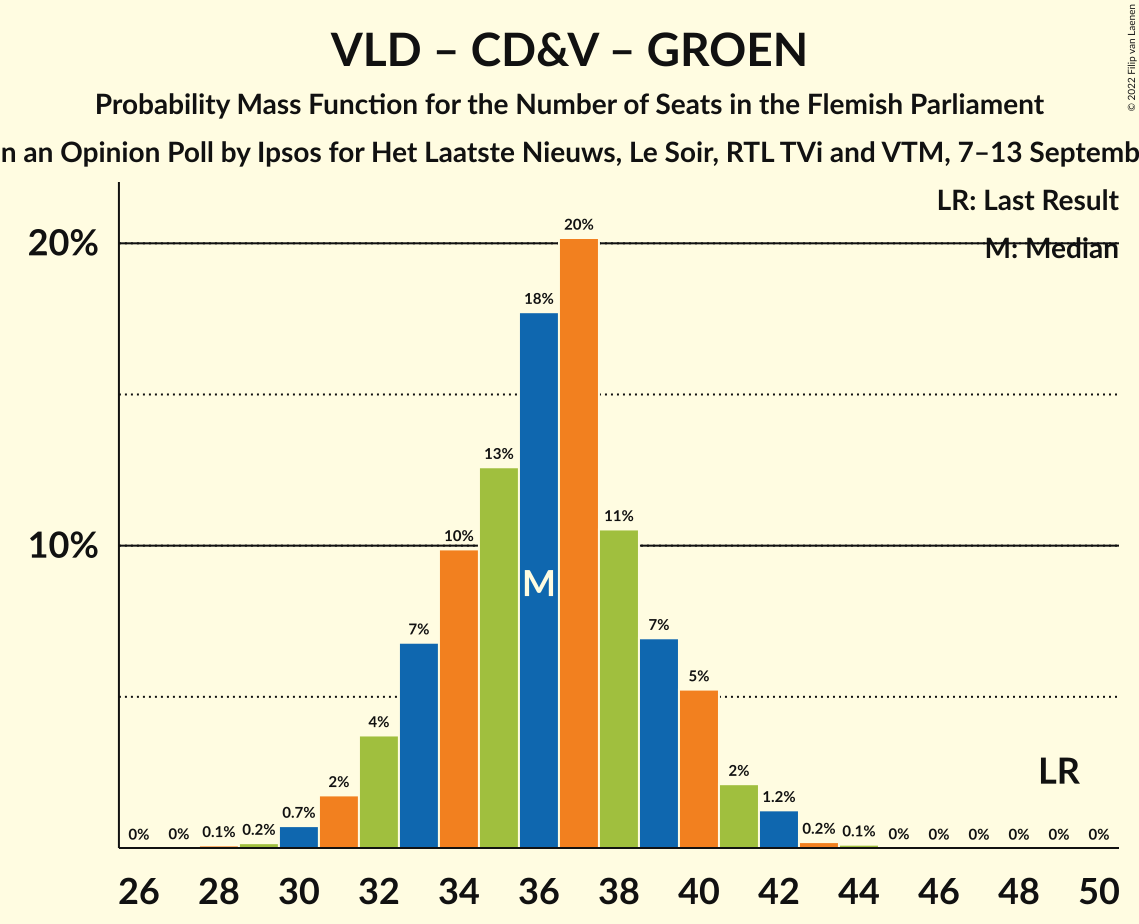 VLD – CD&V – GROEN
Probability Mass Function for the Number of Seats in the Flemish Parliament
n an Opinion Poll by Ipsos for Het Laatste Nieuws, Le Soir, RTL TVi and VTM, 7–13 Septemb
© 2022 Filip van Laenen
LR: Last Result
M: Median
20%
10%
0% 0% 0.1% 0.2% 0.7% 2% 4% 7% 10% 13% 18% 20% 11% 7% 5% 2% 1.2% 0.2% 0.1% 0% 0% 0% 0% 0% 0%
M
LR
26 28 30 32 34 36 38 40 42 44 46 48 50